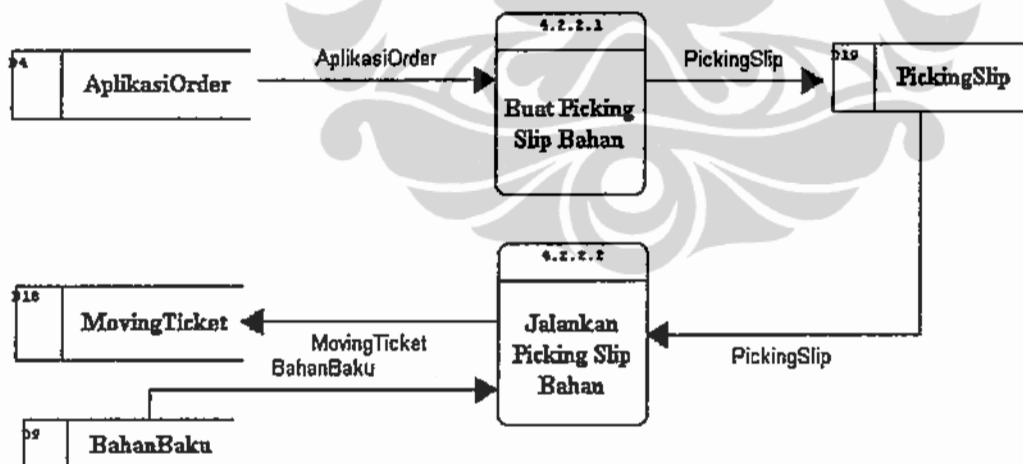 4.2.2.1
D4
AplikasiOrder
AplikasiOrder
Buat Picking
Slip Bahan
PickingSlip
D19
PickingSlip
4.2.2.2
D18
MovingTicket
MovingTicket
Jalankan
Picking Slip
Bahan
PickingSlip
BahanBaku
D9
BahanBaku